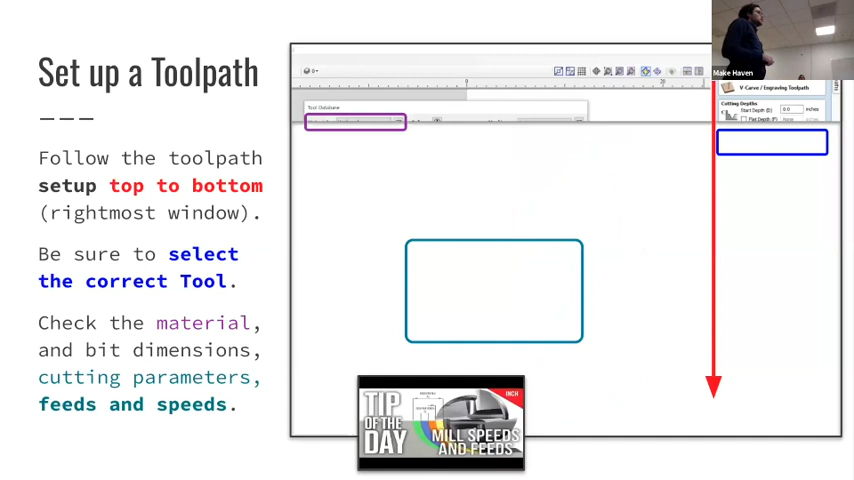 Set up a Toolpath
Follow the toolpath
setup top to bottom
(rightmost window).
Be sure to select
the correct Tool.
Check the material,
and bit dimensions,
cutting parameters,
feeds and speeds.
0
20
Tool Database
Make Haven
V-Carve / Engraving Toolpath
Cutting Depths
Start Depth (D) 0.0 inches
Flat Depth (F)
TIP
OF THE
DAY
INCH
MILL SPEEDS
AND FEEDS